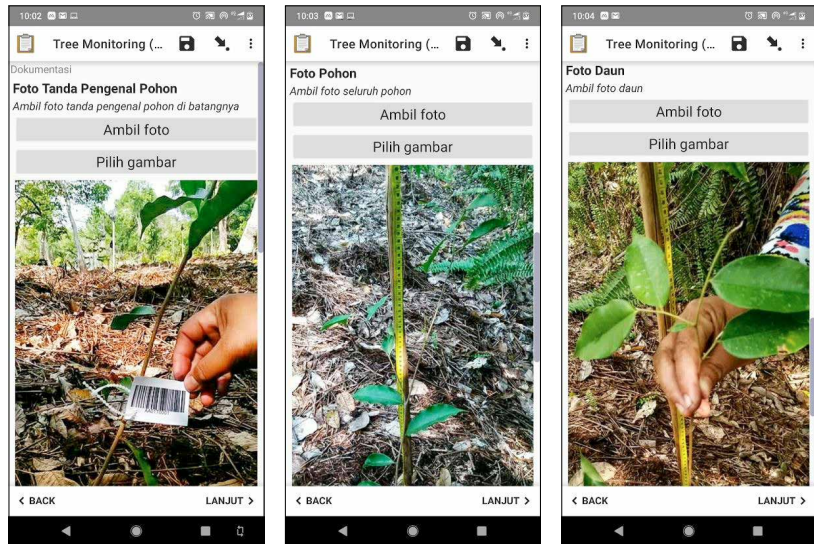 10:02
Tree Monitoring (...
Dokumentasi
Foto Tanda Pengenal Pohon
Ambil foto tanda pengenal pohon di batangnya
Ambil foto
Pilih gambar
< BACK
LANJUT >
10:03
Tree Monitoring (...
Foto Pohon
Ambil foto seluruh pohon
Ambil foto
Pilih gambar
< BACK
LANJUT >
10:04
Tree Monitoring (...
Foto Daun
Ambil foto daun
Ambil foto
Pilih gambar
< BACK
LANJUT >